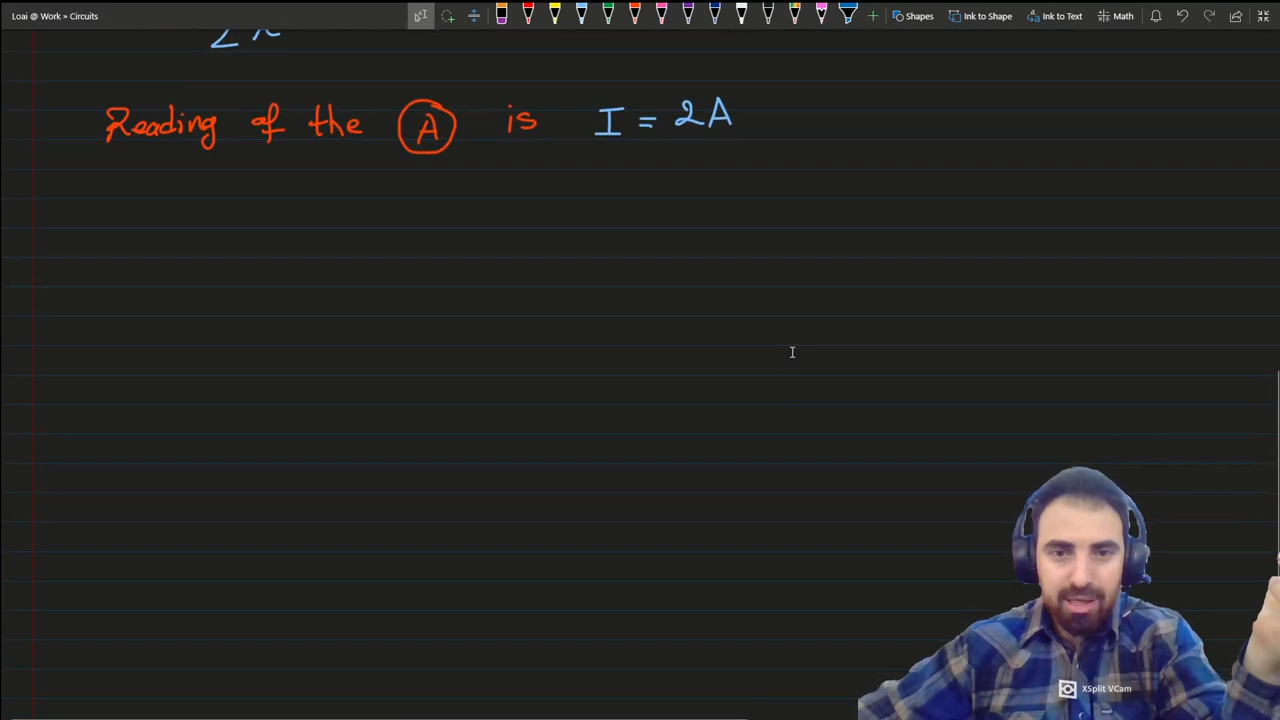 Loai @ Work » Circuits
Shapes Ink to Shape Ink to Text Math
Reading of the A is I = 2A
XSplit VCam